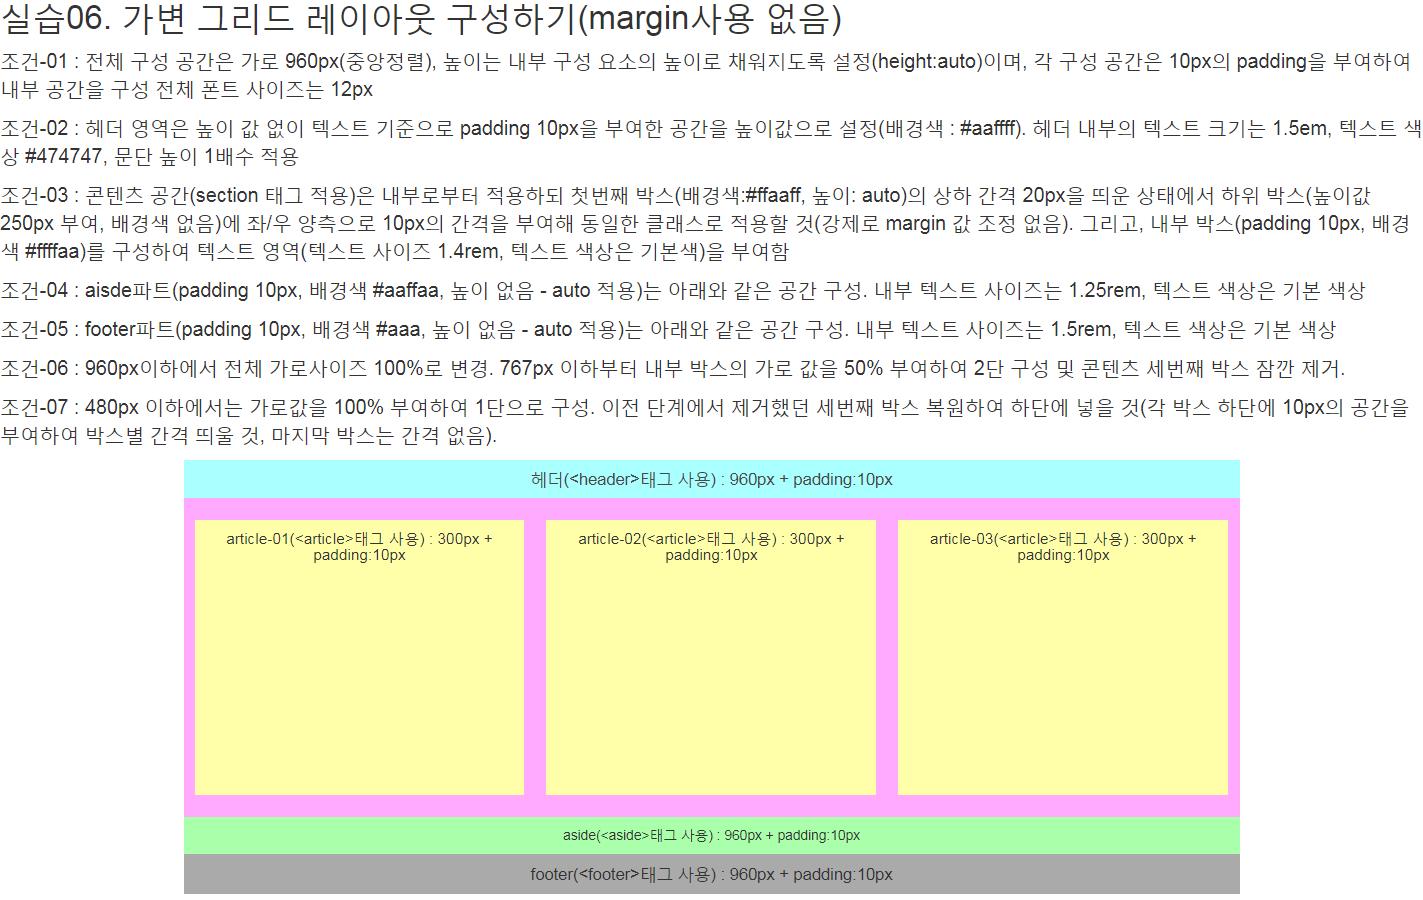 실습06. 가변 그리드 레이아웃 구성하기(margin사용 없음)
조건-01 : 전체 구성 공간은 가로 960px(중앙정렬), 높이는 내부 구성 요소의 높이로 채워지도록 설정(height:auto)이며, 각 구성 공간은 10px의 padding을 부여하여
내부 공간을 구성 전체 폰트 사이즈는 12px
조건-02 : 헤더 영역은 높이 값 없이 텍스트 기준으로 padding 10px을 부여한 공간을 높이값으로 설정(배경색 : #aaffff). 헤더 내부의 텍스트 크기는 1.5em, 텍스트 색
상 #474747, 문단 높이 1배수 적용
조건-03 : 콘텐츠 공간(section 태그 적용)은 내부로부터 적용하되 첫번째 박스(배경색:#ffaaff, 높이: auto)의 상하 간격 20px을 띄운 상태에서 하위 박스(높이값
250px 부여, 배경색 없음)에 좌/우 양측으로 10px의 간격을 부여해 동일한 클래스로 적용할 것(강제로 margin 값 조정 없음). 그리고, 내부 박스(padding 10px, 배경
색 #ffffaa)를 구성하여 텍스트 영역(텍스트 사이즈 1.4rem, 텍스트 색상은 기본색)을 부여함
조건-04 : aisde파트(padding 10px, 배경색 #aaffaa, 높이 없음 - auto 적용)는 아래와 같은 공간 구성. 내부 텍스트 사이즈는 1.25rem, 텍스트 색상은 기본 색상
조건-05 : footer파트(padding 10px, 배경색 #aaa, 높이 없음 - auto 적용)는 아래와 같은 공간 구성. 내부 텍스트 사이즈는 1.5rem, 텍스트 색상은 기본 색상
조건-06 : 960px이하에서 전체 가로사이즈 100%로 변경. 767px 이하부터 내부 박스의 가로 값을 50% 부여하여 2단 구성 및 콘텐츠 세번째 박스 잠깐 제거.
조건-07 : 480px 이하에서는 가로값을 100% 부여하여 1단으로 구성. 이전 단계에서 제거했던 세번째 박스 복원하여 하단에 넣을 것(각 박스 하단에 10px의 공간을
부여하여 박스별 간격 띄울 것, 마지막 박스는 간격 없음).
헤더(<header>태그 사용) : 960px + padding:10px
article-01(<article>태그 사용) : 300px +
padding:10px
article-02(<article>태그 사용) : 300px +
padding:10px
article-03(<article>태그 사용) : 300px +
padding:10px
aside(<aside>태그 사용) : 960px + padding:10px
footer(<footer>태그 사용) : 960px + padding:10px